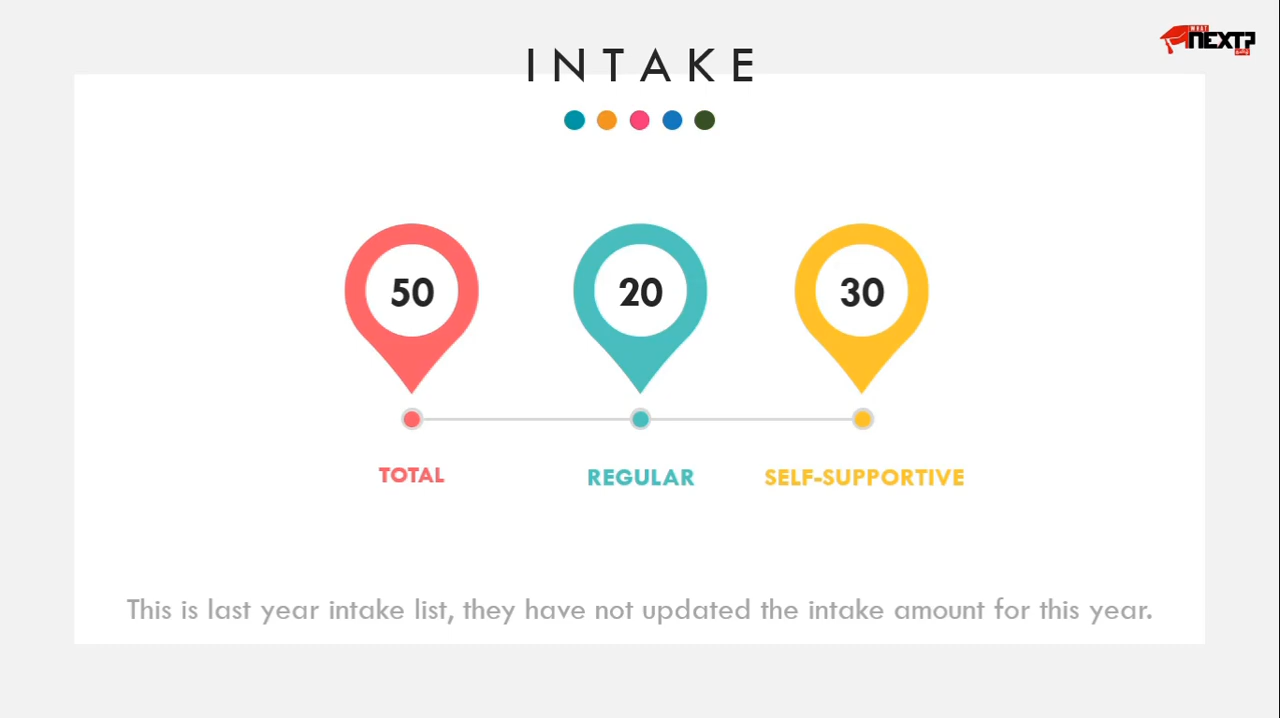 INTAKE
WHAT
NEXT?
50
20
30
TOTAL
REGULAR
SELF-SUPPORTIVE
This is last year intake list, they have not updated the intake amount for this year.